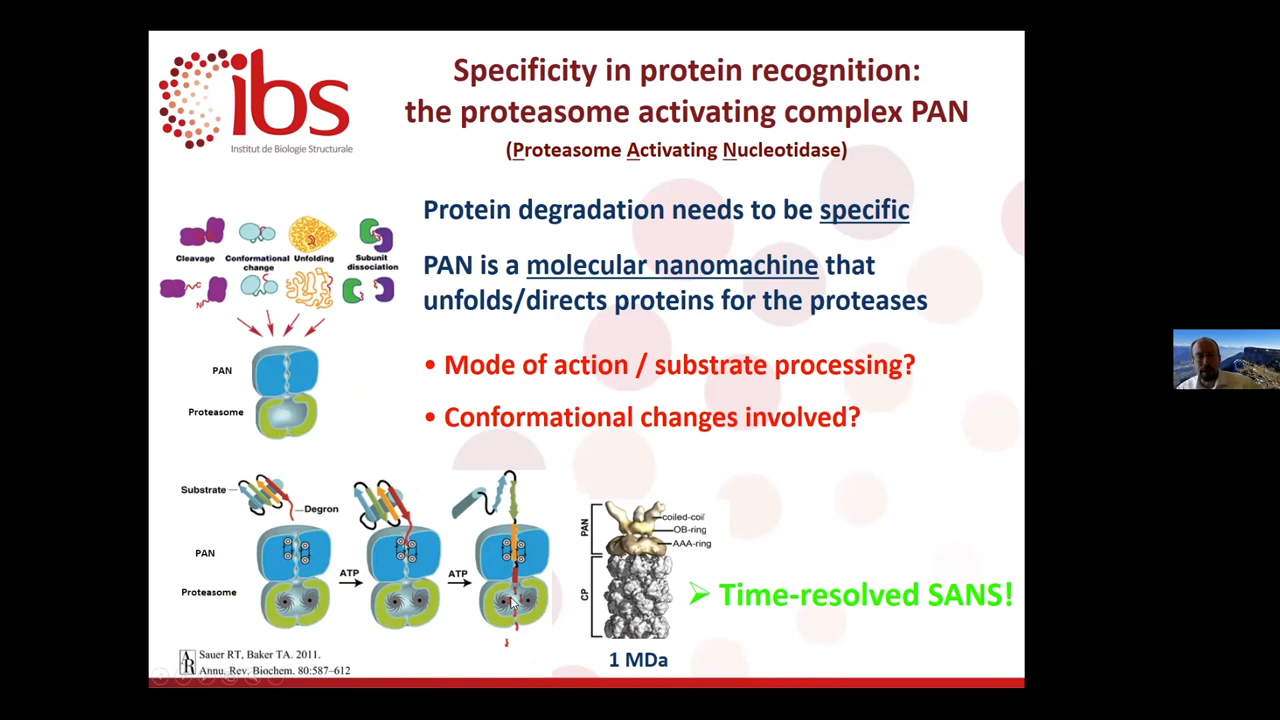 ibs
Institut de Biologie Structurale
Specificity in protein recognition:
the proteasome activating complex PAN
(Proteasome Activating Nucleotidase)
Protein degradation needs to be specific
PAN is a molecular nanomachine that
unfolds/directs proteins for the proteases
• Mode of action / substrate processing?
• Conformational changes involved?
Cleavage
Conformational
change
Unfolding
Subunit
dissociation
C
N
PAN
Proteasome
Substrate
Degron
PAN
Proteasome
ATP
ATP
PAN
CP
coiled-coil
OB-ring
AAA-ring
1 MDa
➢ Time-resolved SANS!
AR
Sauer RT, Baker TA. 2011.
Annu. Rev. Biochem. 80:587–612